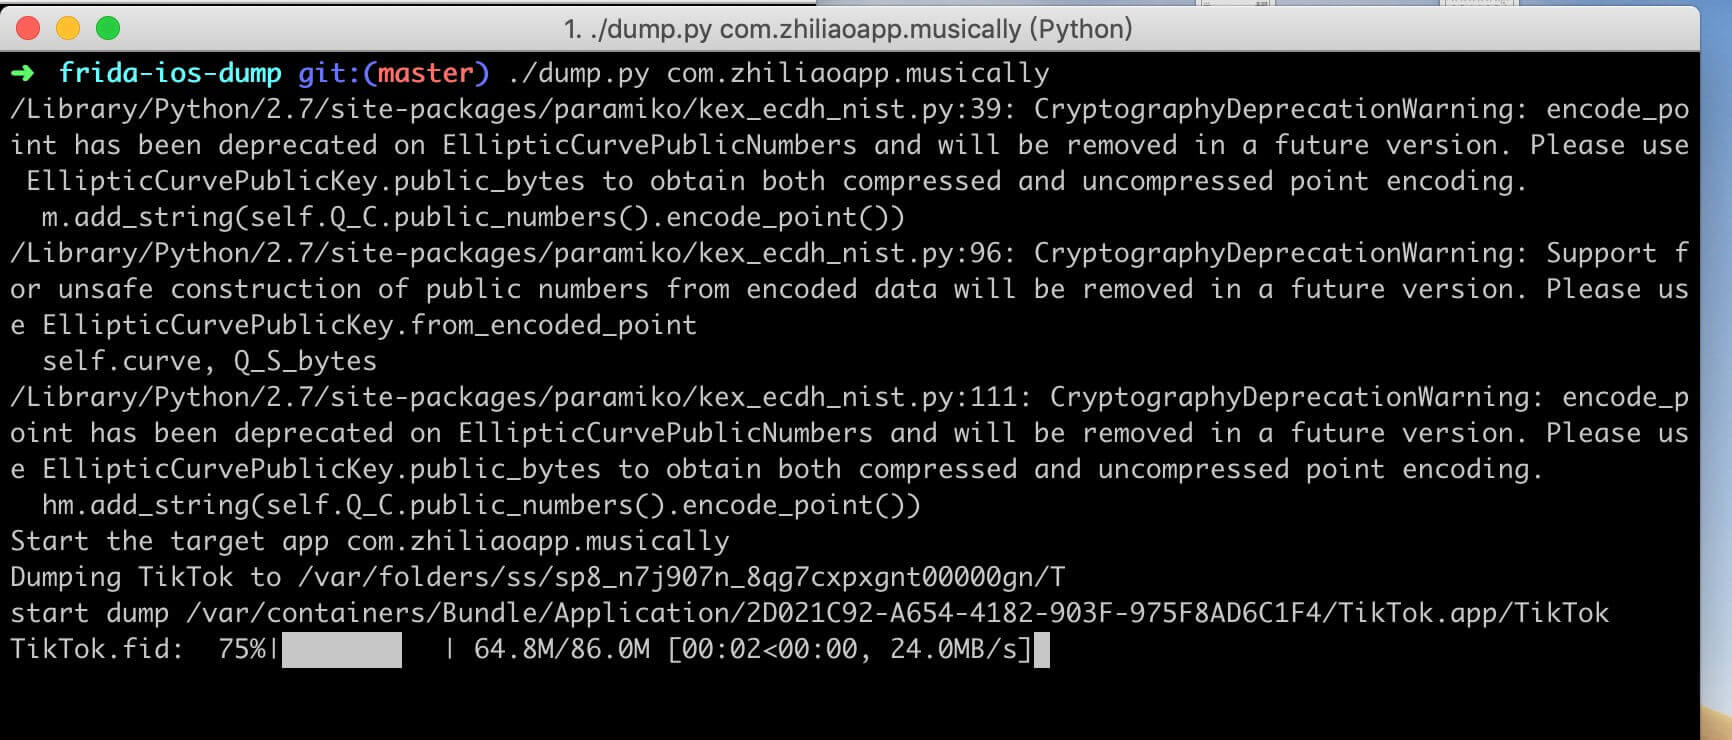 1. ./dump.py com.zhiliaoapp.musically (Python)
➜  frida-ios-dump git:(master) ./dump.py com.zhiliaoapp.musically
/Library/Python/2.7/site-packages/paramiko/kex_ecdh_nist.py:39: CryptographyDeprecationWarning: encode_po
int has been deprecated on EllipticCurvePublicNumbers and will be removed in a future version. Please use
 EllipticCurvePublicKey.public_bytes to obtain both compressed and uncompressed point encoding.
  m.add_string(self.Q_C.public_numbers().encode_point())
/Library/Python/2.7/site-packages/paramiko/kex_ecdh_nist.py:96: CryptographyDeprecationWarning: Support f
or unsafe construction of public numbers from encoded data will be removed in a future version. Please us
e EllipticCurvePublicKey.from_encoded_point
  self.curve, Q_S_bytes
/Library/Python/2.7/site-packages/paramiko/kex_ecdh_nist.py:111: CryptographyDeprecationWarning: encode_p
oint has been deprecated on EllipticCurvePublicNumbers and will be removed in a future version. Please us
e EllipticCurvePublicKey.public_bytes to obtain both compressed and uncompressed point encoding.
  hm.add_string(self.Q_C.public_numbers().encode_point())
Start the target app com.zhiliaoapp.musically
Dumping TikTok to /var/folders/ss/sp8_n7j907n_8qg7cxpxgnt00000gn/T
start dump /var/containers/Bundle/Application/2D021C92-A654-4182-903F-975F8AD6C1F4/TikTok.app/TikTok
TikTok.fid:  75%|       | 64.8M/86.0M [00:02<00:00, 24.0MB/s]